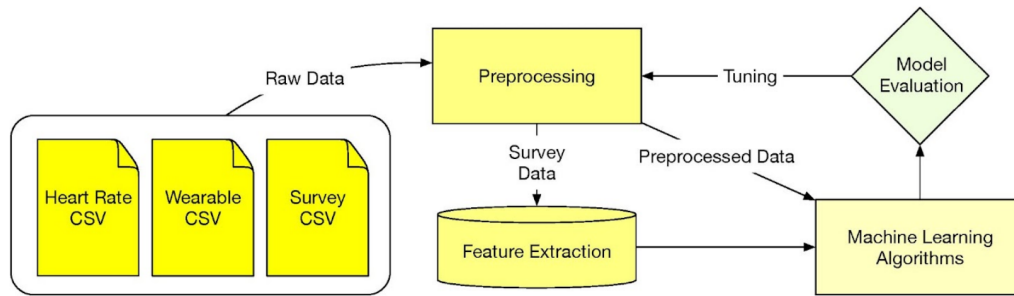 Raw Data
Preprocessing
Tuning
Model
Evaluation
Heart Rate
CSV
Wearable
CSV
Survey
CSV
Survey
Data
Preprocessed Data
Feature Extraction
Machine Learning
Algorithms